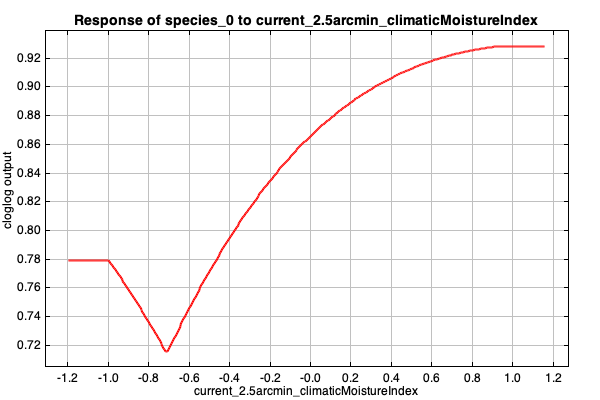 Response of species_0 to current_2.5arcmin_climaticMoistureIndex
cloglog output
0.92
0.90
0.88
0.86
0.84
0.82
0.80
0.78
0.76
0.74
0.72
-1.2 -1.0 -0.8 -0.6 -0.4 -0.2 -0.0 0.2 0.4 0.6 0.8 1.0 1.2
current_2.5arcmin_climaticMoistureIndex